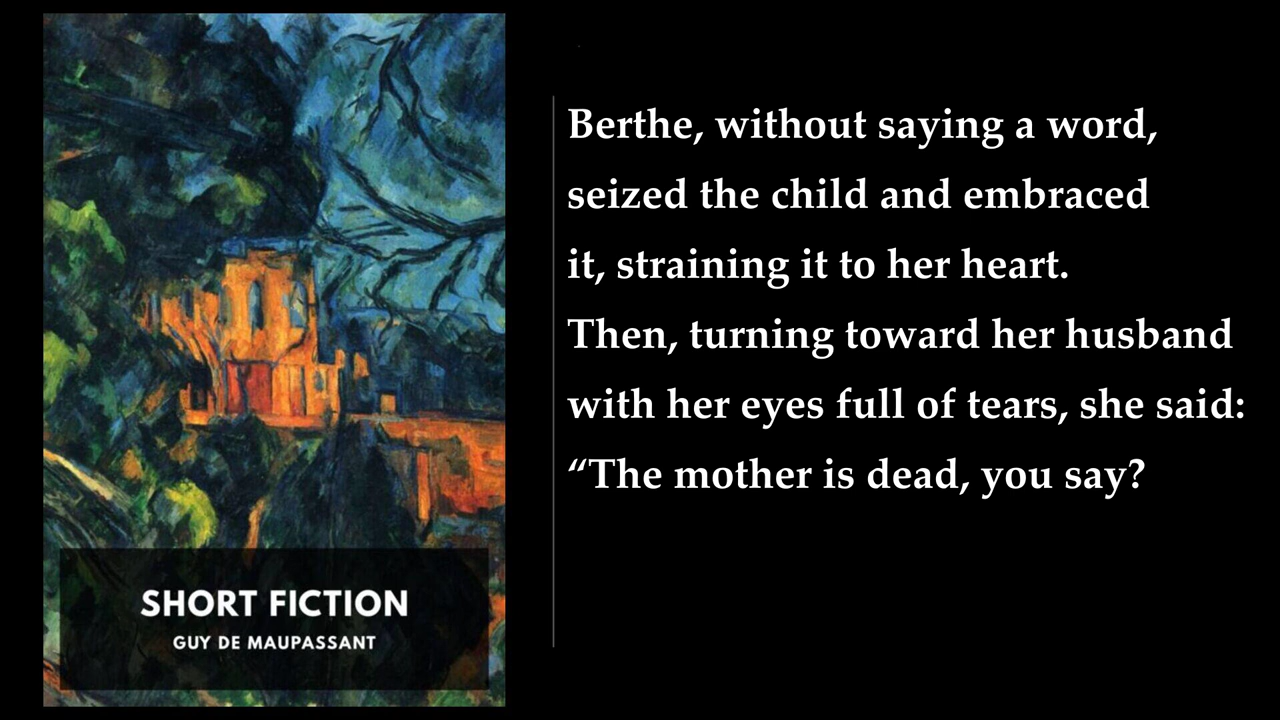 Berthe, without saying a word,
seized the child and embraced
it, straining it to her heart.
Then, turning toward her husband
with her eyes full of tears, she said:
“The mother is dead, you say?
SHORT FICTION
GUY DE MAUPASSANT